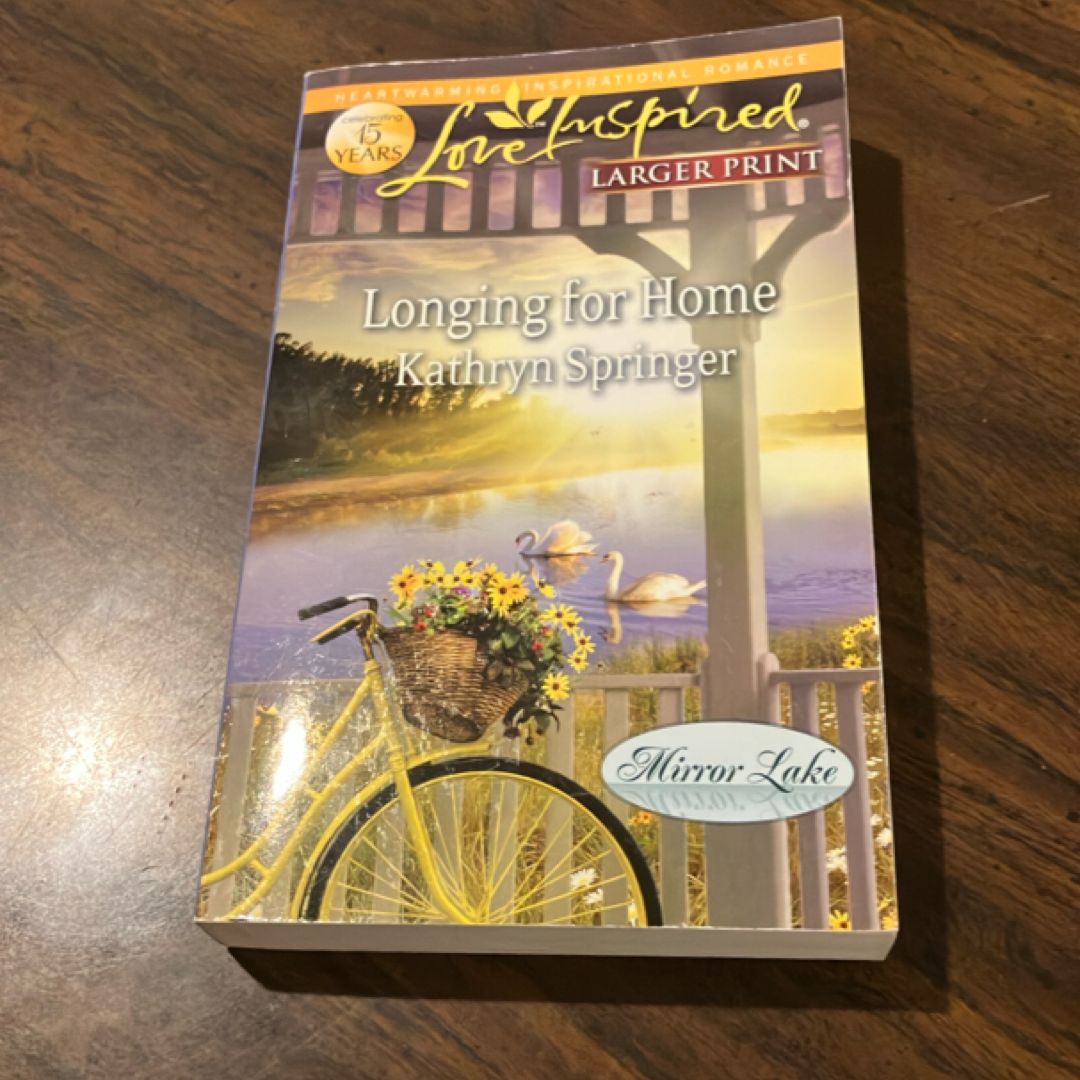 HEARTWARMING INSPIRATIONAL ROMANCE
celebrating
15
YEARS
Love Inspired®
LARGER PRINT
Longing for Home
Kathryn Springer
Mirror Lake